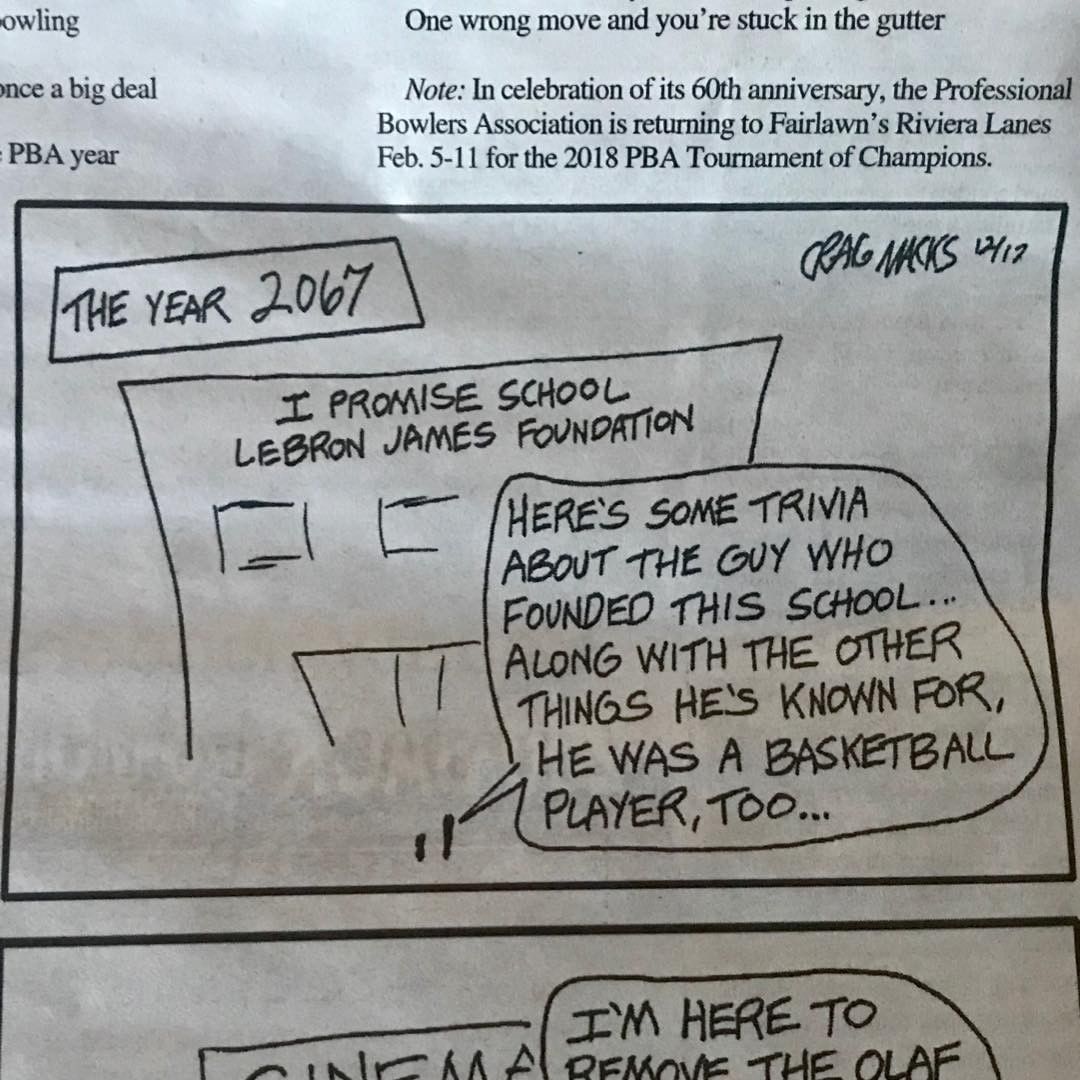 owling
One wrong move and you're stuck in the gutter
once a big deal
Note: In celebration of its 60th anniversary, the Professional
Bowlers Association is returning to Fairlawn's Riviera Lanes
PBA year
Feb. 5-11 for the 2018 PBA Tournament of Champions.
CRAG MACKS 12/17
THE YEAR 2067
I PROMISE SCHOOL
LEBRON JAMES FOUNDATION
HERE'S SOME TRIVIA
ABOUT THE GUY WHO
FOUNDED THIS SCHOOL...
ALONG WITH THE OTHER
THINGS HE'S KNOWN FOR,
HE WAS A BASKETBALL
PLAYER, TOO...
I'M HERE TO
CINEMA
REMOVE THE OLAF